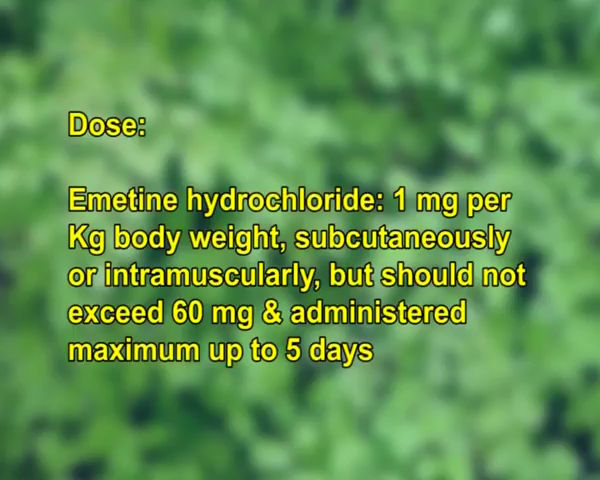 Dose:
Emetine hydrochloride: 1 mg per
Kg body weight, subcutaneously
or intramuscularly, but should not
exceed 60 mg & administered
maximum up to 5 days